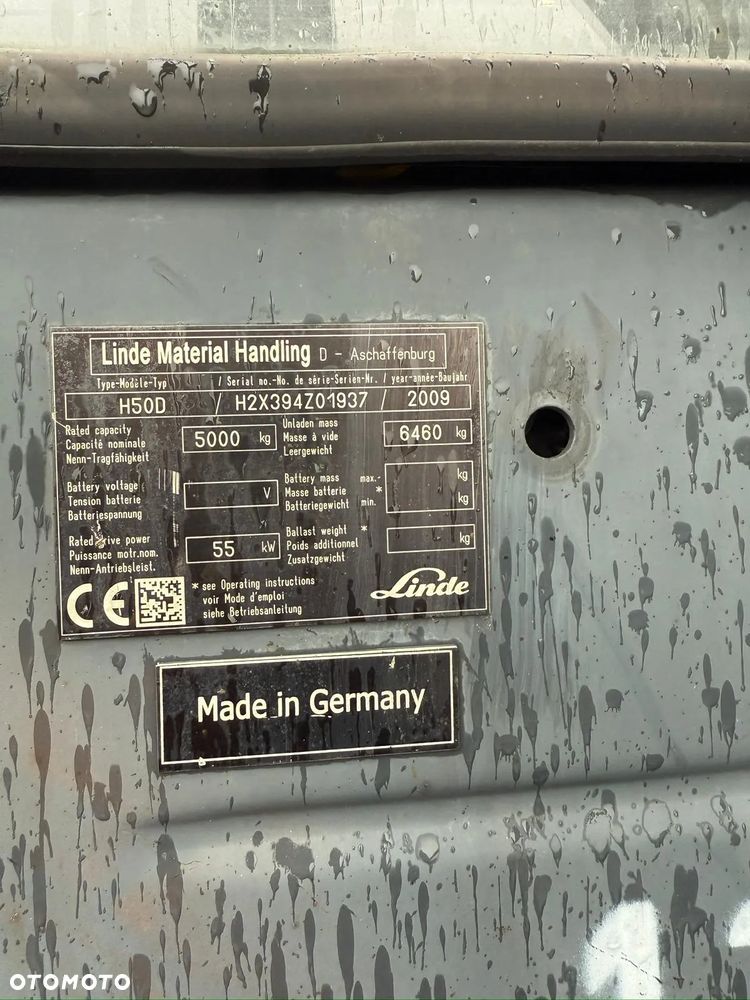 Linde Material Handling D - Aschaffenburg
Type-Modèle-Typ / Serial no.-No. de série-Serien-Nr. / year-année-Baujahr
H50D / H2X394Z01937 / 2009
Rated capacity
Capacité nominale
Nenn-Tragfähigkeit
5000 kg
Unladen mass
Masse à vide
Leergewicht
6460 kg
Battery voltage
Tension batterie
Batteriespannung
V
Battery mass max.-
Masse batterie *
Batteriegewicht min.
kg
kg
Rated drive power
Puissance motr.nom.
Nenn-Antriebsleist.
55 kW
Ballast weight *
Poids additionnel
Zusatzgewicht
kg
CE
* see Operating instructions
voir Mode d'emploi
siehe Betriebsanleitung
Linde
Made in Germany
OTOMOTO